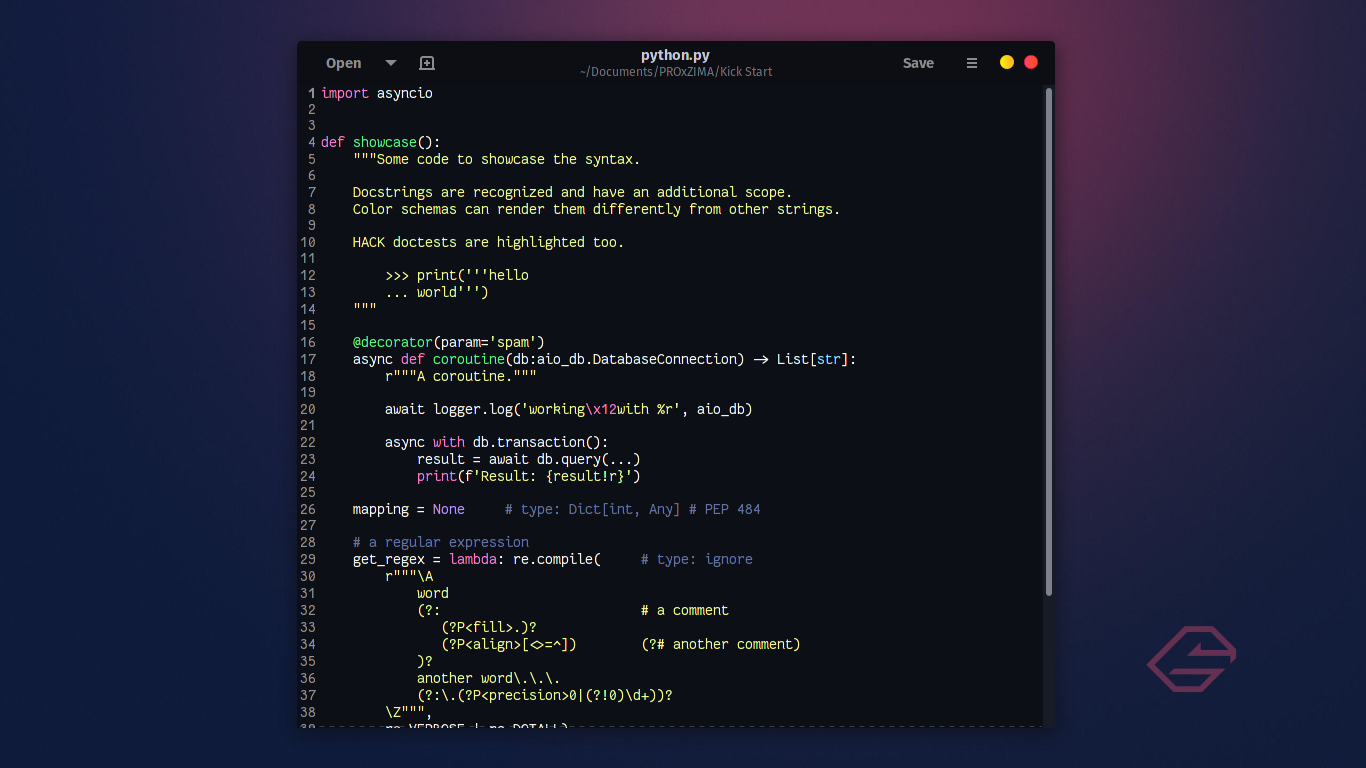 Open
python.py
~/Documents/PROxZIMA/Kick Start
Save
1 import asyncio
2
3
4 def showcase():
5     """Some code to showcase the syntax.
6
7     Docstrings are recognized and have an additional scope.
8     Color schemas can render them differently from other strings.
9
10     HACK doctests are highlighted too.
11
12         >>> print('''hello
13         ... world''')
14     """
15
16     @decorator(param='spam')
17     async def coroutine(db:aio_db.DatabaseConnection) -> List[str]:
18         r"""A coroutine."""
19
20         await logger.log('working\x12with %r', aio_db)
21
22         async with db.transaction():
23             result = await db.query(...)
24             print(f'Result: {result!r}')
25
26     mapping = None     # type: Dict[int, Any] # PEP 484
27
28     # a regular expression
29     get_regex = lambda: re.compile(     # type: ignore
30         r"""\A
31             word
32             (?:                         # a comment
33                (?P<fill>.)?
34                (?P<align>[<>=^])        (?# another comment)
35             )?
36             another word\.\.\.
37             (?:\.(?P<precision>0|(?!0)\d+))?
38         \Z""",
39         re.VERBOSE | re.DOTALL)